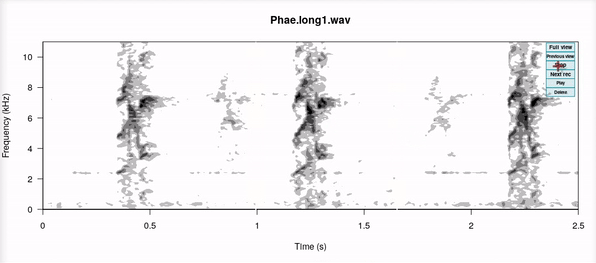 Phae.long1.wav
Full view
Previous view
Stop
Next rec
Play
Delete
Frequency (kHz)
10
8
6
4
2
0
0 0.5 1 1.5 2 2.5
Time (s)